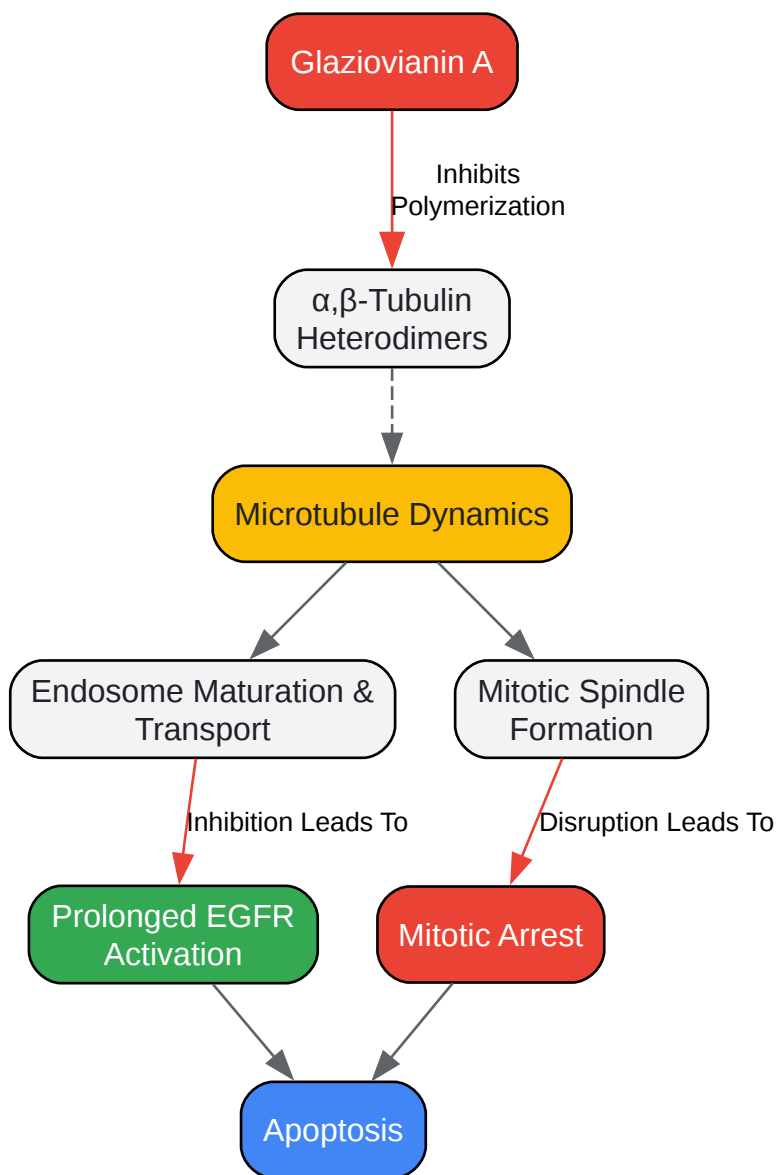 Glaziovianin A
Inhibits
Polymerization
α,β-Tubulin
Heterodimers
Microtubule Dynamics
Endosome Maturation &
Transport
Mitotic Spindle
Formation
Inhibition Leads To
Disruption Leads To
Prolonged EGFR
Activation
Mitotic Arrest
Apoptosis